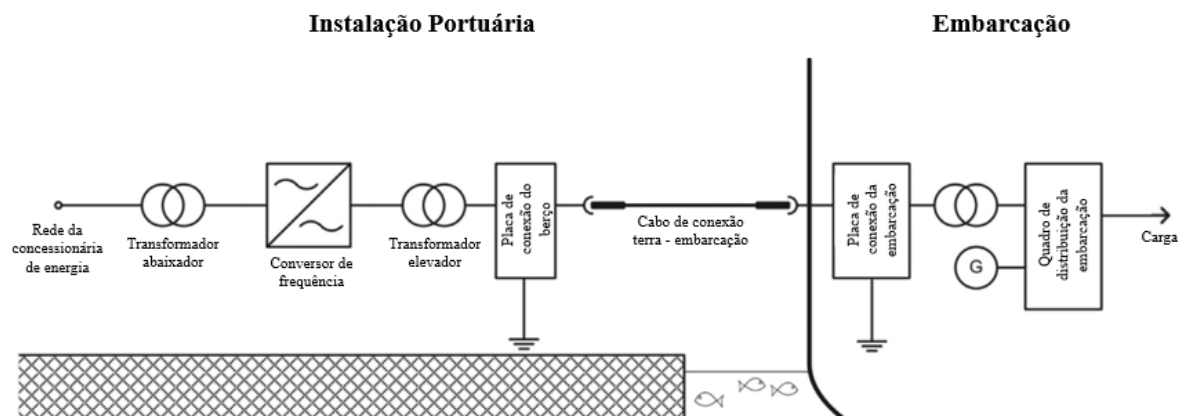 Instalação Portuária
Embarcação
Rede da
concessionária
de energia
Transformador
abaixador
Conversor de
frequência
Transformador
elevador
Placa de
conexão do
berço
Cabo de conexão
terra - embarcação
Placa de
conexão da
embarcação
G
Quadro de
distribuição da
embarcação
Carga